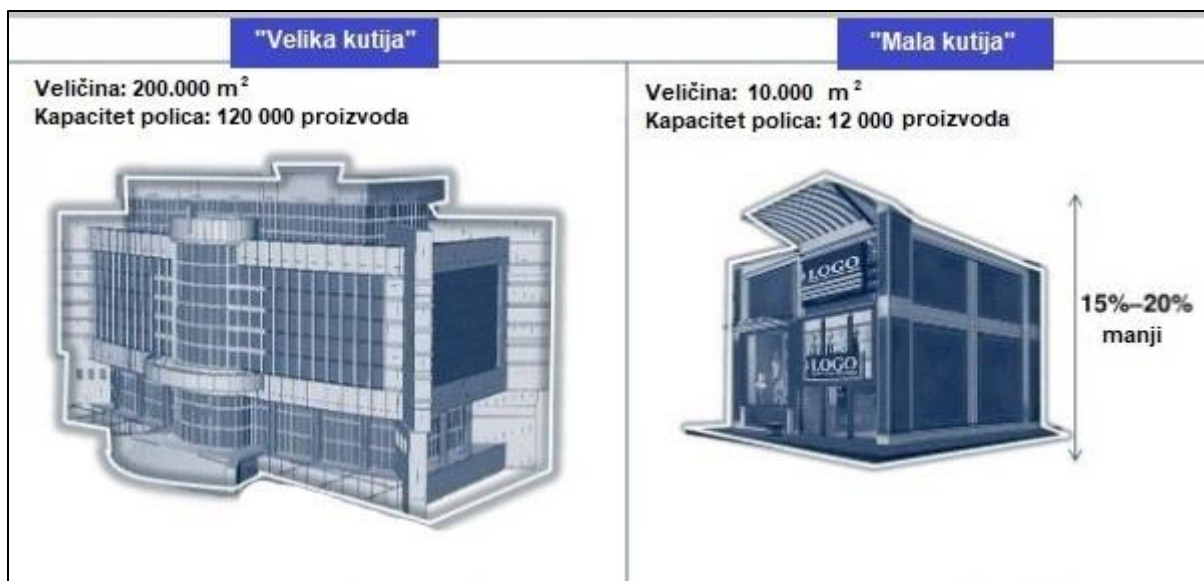 "Velika kutija"
Veličina: 200.000 m²
Kapacitet polica: 120 000 proizvoda
"Mala kutija"
Veličina: 10.000 m²
Kapacitet polica: 12 000 proizvoda
LOGO
LOGO
15%–20%
manji